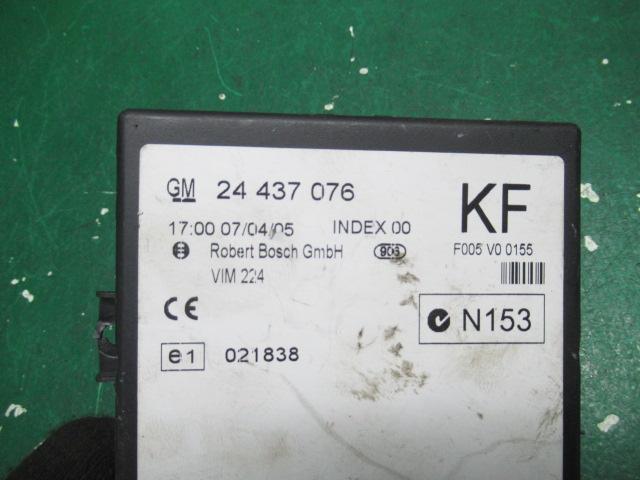 GM 24 437 076 KF
17:00 07/04/05 INDEX 00
Robert Bosch GmbH 906 F005 V0 0155
VIM 224
CE N153
e1 021838